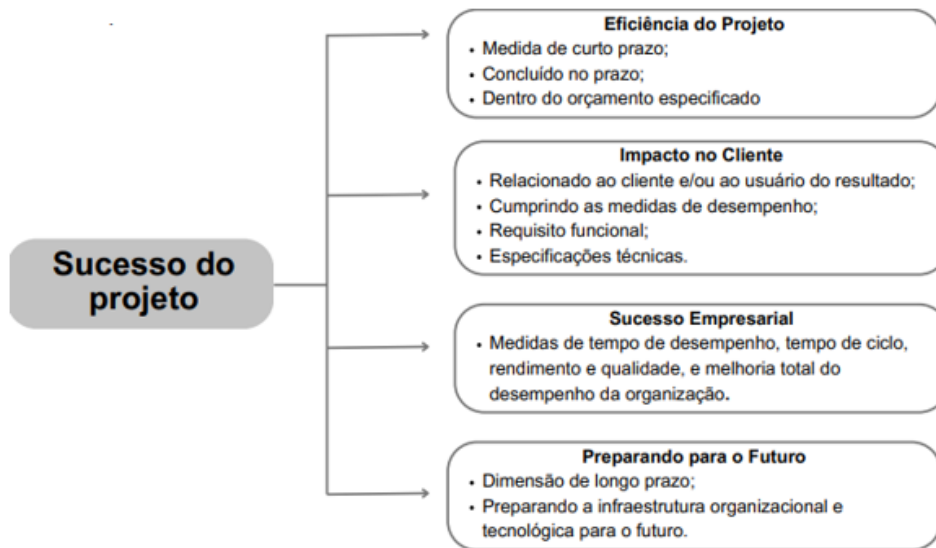 Eficiência do Projeto
• Medida de curto prazo;
• Concluído no prazo;
• Dentro do orçamento especificado
Impacto no Cliente
• Relacionado ao cliente e/ou ao usuário do resultado;
• Cumprindo as medidas de desempenho;
• Requisito funcional;
• Especificações técnicas.
Sucesso do
projeto
Sucesso Empresarial
• Medidas de tempo de desempenho, tempo de ciclo,
rendimento e qualidade, e melhoria total do
desempenho da organização.
Preparando para o Futuro
• Dimensão de longo prazo;
• Preparando a infraestrutura organizacional e
tecnológica para o futuro.